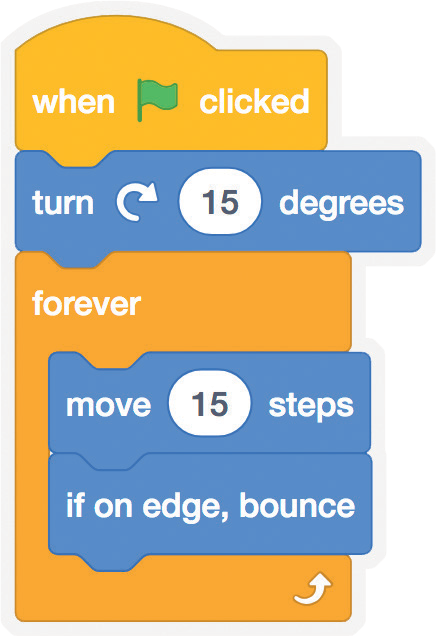 when clicked
turn 15 degrees
forever
move 15 steps
if on edge, bounce